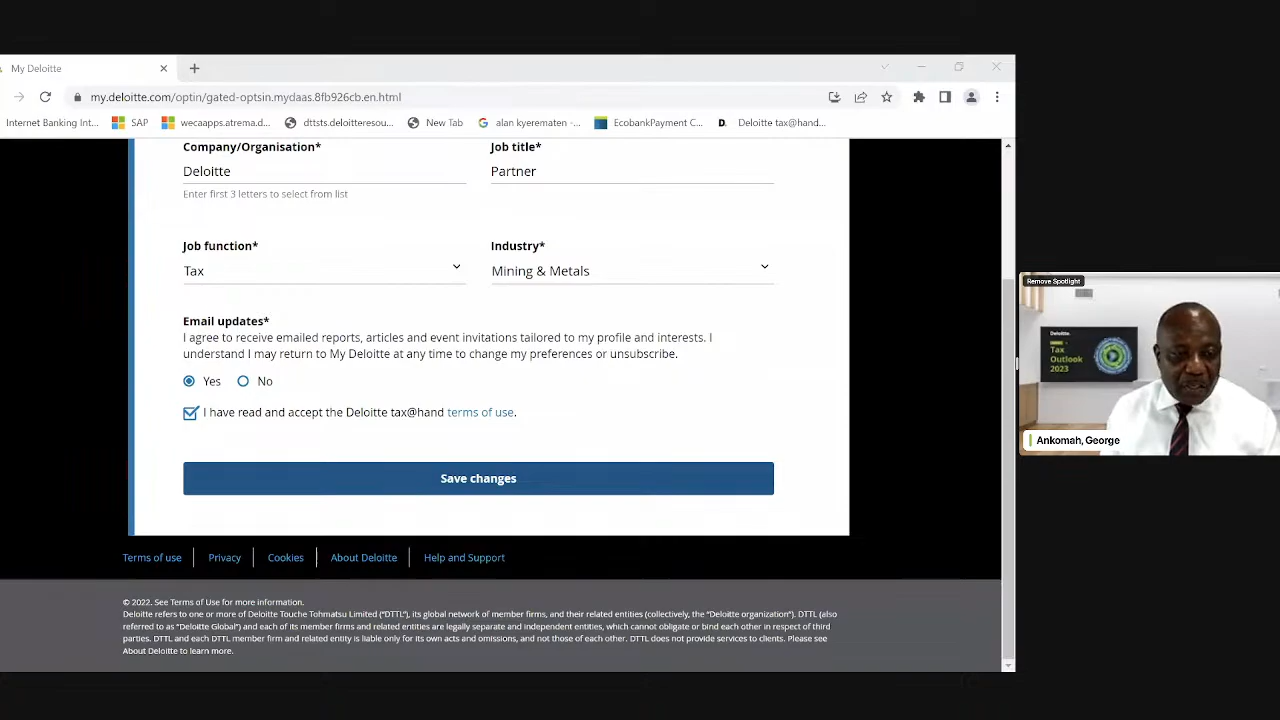 My Deloitte
my.deloitte.com/optin/gated-optsin.mydaas.8fb926cb.en.html
Internet Banking Int...
SAP
wecaapps.atrema.d...
dttsts.deloitteresou...
New Tab
alan kyerematen -...
EcobankPayment C...
D.
Deloitte tax@hand...
Company/Organisation*
Job title*
Deloitte
Partner
Enter first 3 letters to select from list
Job function*
Industry*
Tax
Mining & Metals
Email updates*
I agree to receive emailed reports, articles and event invitations tailored to my profile and interests. I
understand I may return to My Deloitte at any time to change my preferences or unsubscribe.
Yes
No
I have read and accept the Deloitte tax@hand terms of use.
Save changes
Terms of use
Privacy
Cookies
About Deloitte
Help and Support
© 2022. See Terms of Use for more information.
Deloitte refers to one or more of Deloitte Touche Tohmatsu Limited ("DTTL"), its global network of member firms, and their related entities (collectively, the "Deloitte organization"). DTTL (also
referred to as "Deloitte Global") and each of its member firms and related entities are legally separate and independent entities, which cannot obligate or bind each other in respect of third
parties. DTTL and each DTTL member firm and related entity is liable only for its own acts and omissions, and not those of each other. DTTL does not provide services to clients. Please see
About Deloitte to learn more.
Remove Spotlight
Deloitte.
Tax
Outlook
2023
Ankomah, George